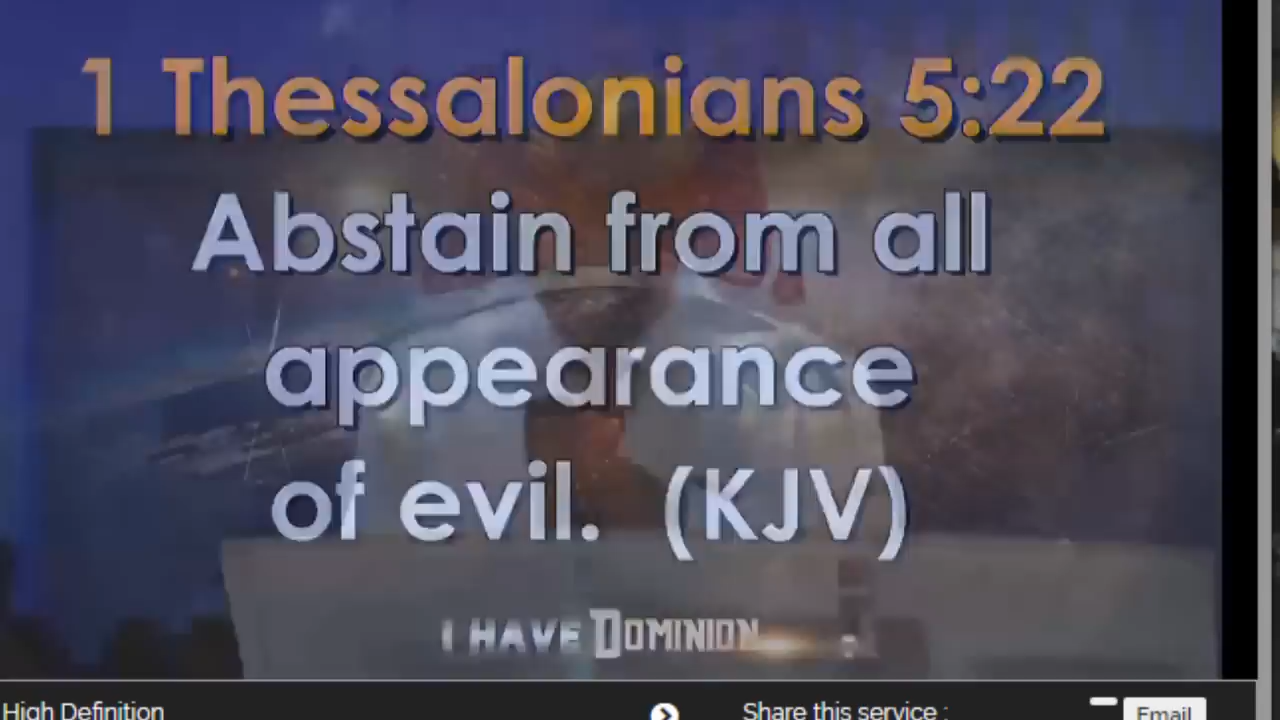 1 Thessalonians 5:22
Abstain from all
appearance
of evil. (KJV)
I HAVE DOMINION
High Definition
Share this service :
Email